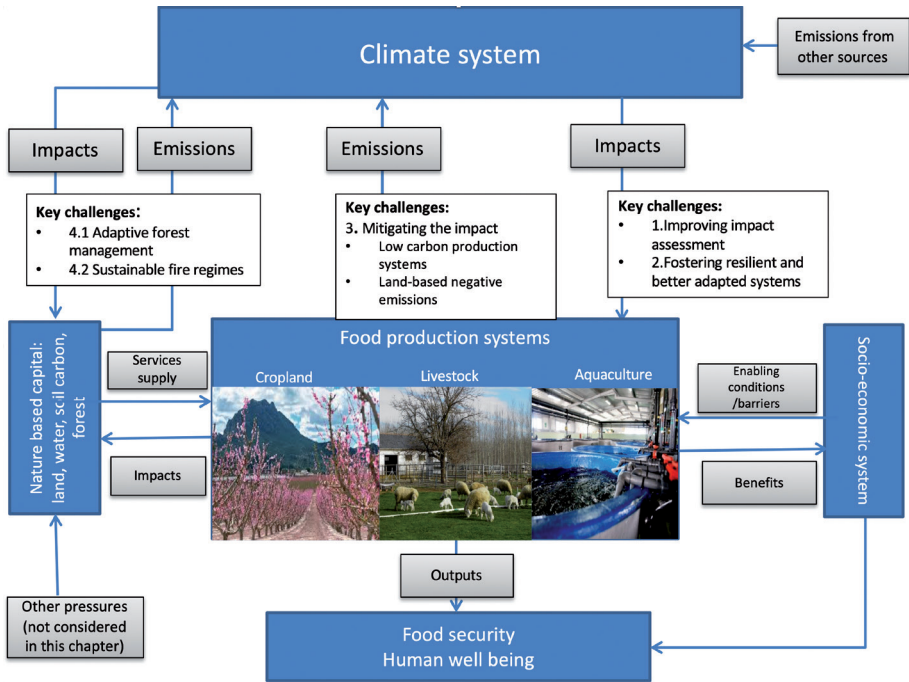 Climate system
Emissions from
other sources
Impacts
Emissions
Emissions
Impacts
Key challenges:
• 4.1 Adaptive forest
management
• 4.2 Sustainable fire regimes
Key challenges:
3. Mitigating the impact
• Low carbon production
systems
• Land-based negative
emissions
Key challenges:
• 1.Improving impact
assessment
• 2.Fostering resilient and
better adapted systems
Nature based capital:
land, water, soil carbon,
forest
Services
supply
Impacts
Food production systems
Cropland
Livestock
Aquaculture
Enabling
conditions
/barriers
Benefits
Socio-economic system
Outputs
Other pressures
(not considered
in this chapter)
Food security
Human well being